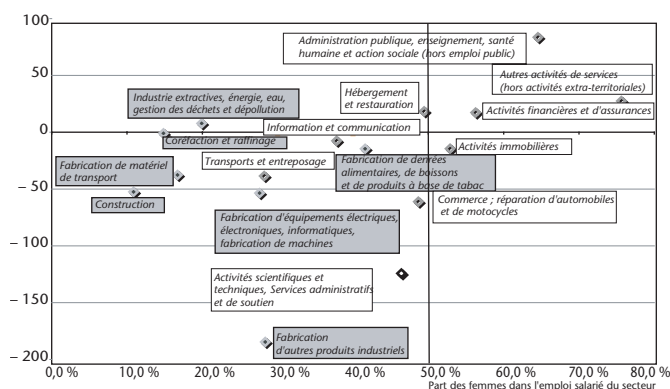 100
Administration publique, enseignement, santé
humaine et action sociale (hors emploi public)
50
Autres activités de services
(hors activités extra-territoriales)
Industrie extractives, énergie, eau,
gestion des déchets et dépollution
Hébergement
et restauration
Activités financières et d'assurances
Information et communication
0
Coréfaction et raffinage
Activités immobilières
Fabrication de matériel
de transport
Transports et entreposage
Fabrication de denrées
alimentaires, de boissons
et de produits à base de tabac
– 50
Construction
Commerce ; réparation d'automobiles
et de motocycles
Fabrication d'équipements électriques,
électroniques, informatiques,
fabrication de machines
– 100
Activités scientifiques et
techniques, Services administratifs
et de soutien
– 150
Fabrication
d'autres produits industriels
– 200
0,0 % 10,0 % 20,0 % 30,0 % 40,0 % 50,0 % 60,0 % 70,0 % 80,0 %
Part des femmes dans l'emploi salarié du secteur